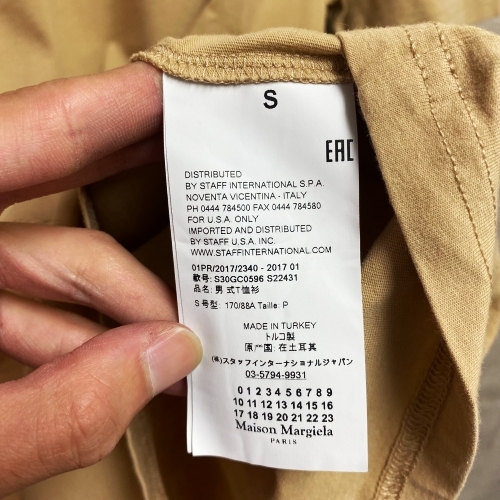 S
EAC
DISTRIBUTED
BY STAFF INTERNATIONAL S.P.A.
NOVENTA VICENTINA - ITALY
PH 0444 784500 FAX 0444 784580
FOR U.S.A. ONLY
IMPORTED AND DISTRIBUTED
BY STAFF U.S.A. INC.
WWW.STAFFINTERNATIONAL.COM
01PR/2017/2340 - 2017 01
款号: S30GC0596 S22431
品名: 男 式T恤衫
S 号型: 170/88A Taille: P
MADE IN TURKEY
トルコ製
原产国: 在土耳其
(株)スタッフインターナショナルジャパン
03-5794-9931
0 1 2 3 4 5 6 7 8 9
10 11 12 13 14 15 16
17 18 19 20 21 22 23
Maison Margiela
PARIS